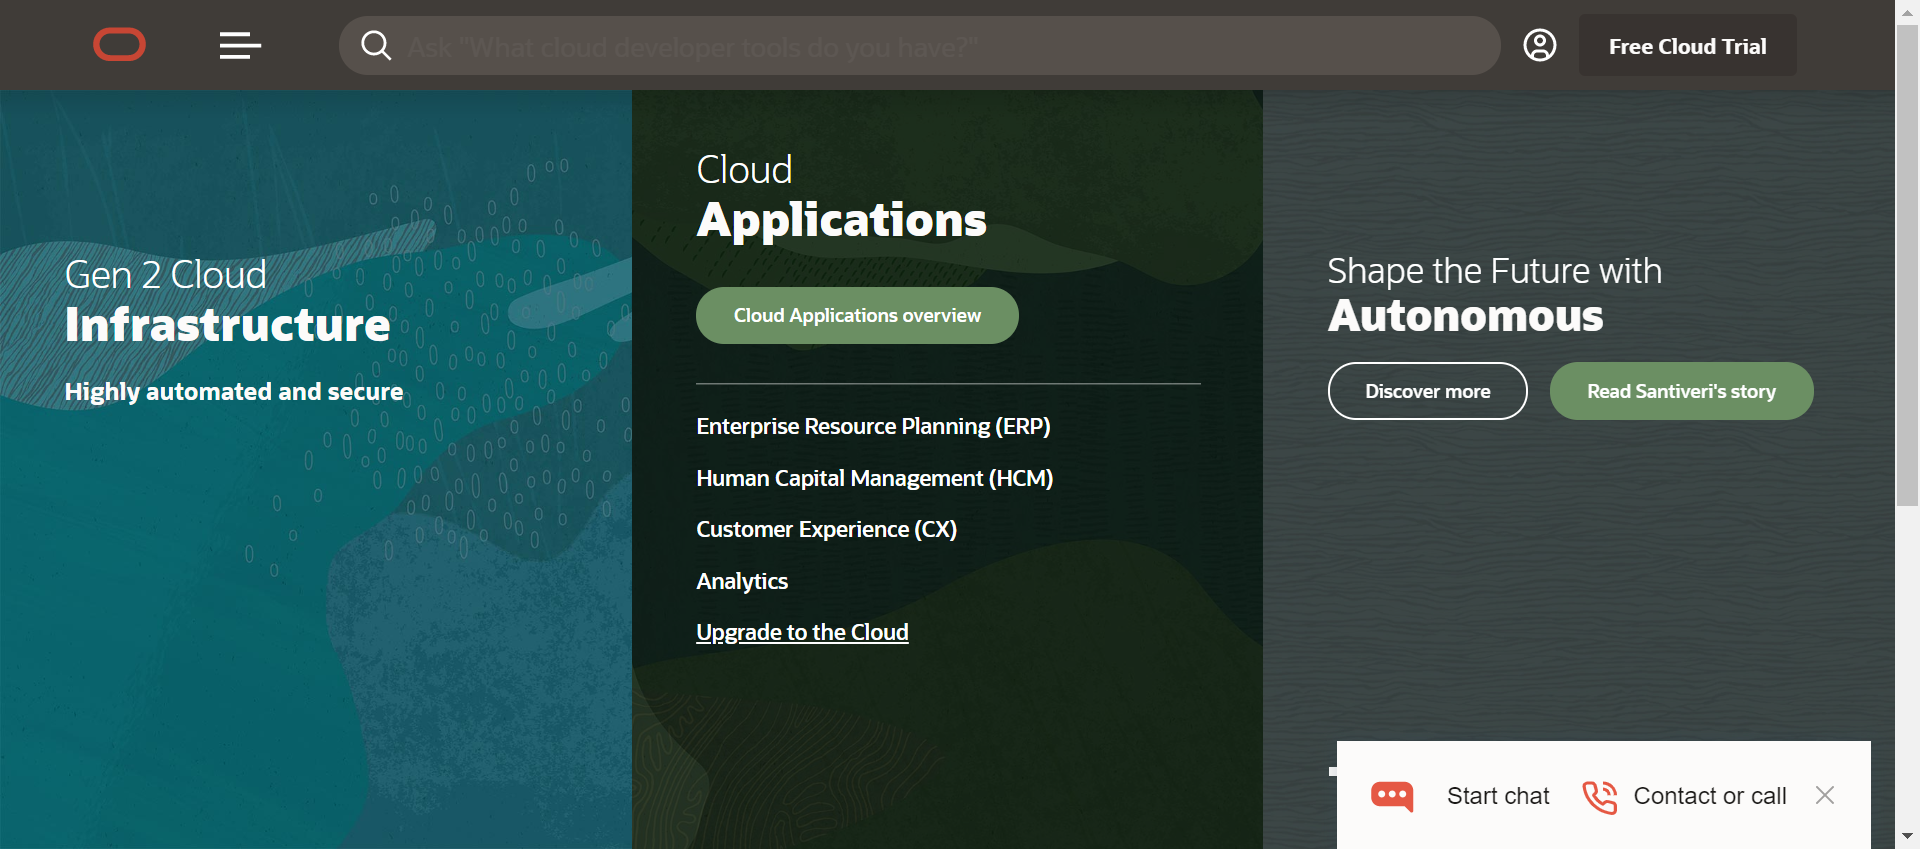 Ask "What cloud developer tools do you have?"
Free Cloud Trial
Gen 2 Cloud
Infrastructure
Highly automated and secure
Cloud
Applications
Cloud Applications overview
Enterprise Resource Planning (ERP)
Human Capital Management (HCM)
Customer Experience (CX)
Analytics
Upgrade to the Cloud
Shape the Future with
Autonomous
Discover more
Read Santiveri's story
Start chat
Contact or call